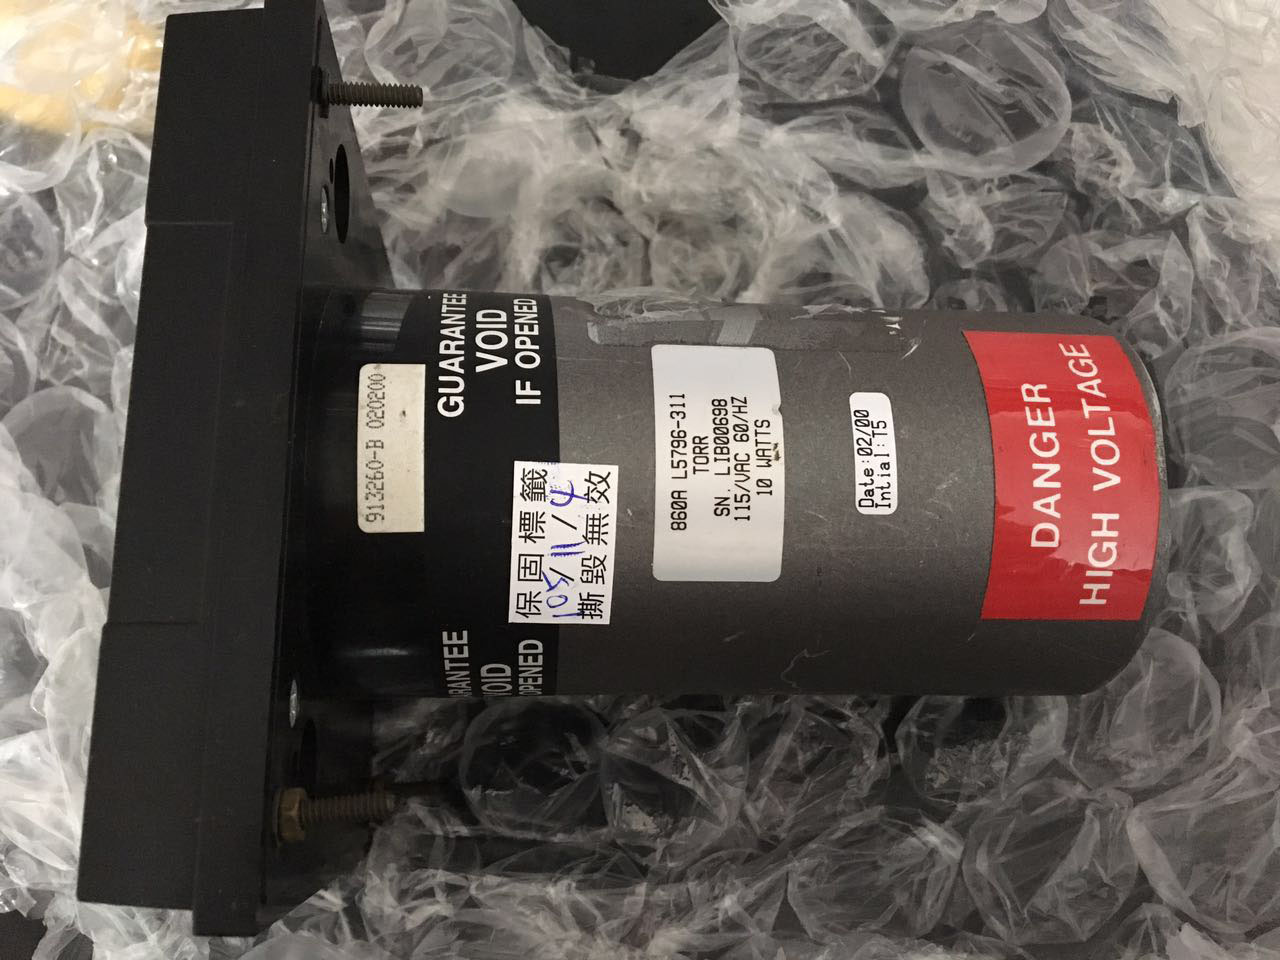 913260-B 020200
GUARANTEE
VOID
IF OPENED
RANTEE
VOID
OPENED
保固標籤
105/11/4
撕毀無效
860A L5796-311
TORR
SN. LIB00698
115/VAC 60/HZ
10 WATTS
Date:02/00
Intial:T5
DANGER
HIGH VOLTAGE